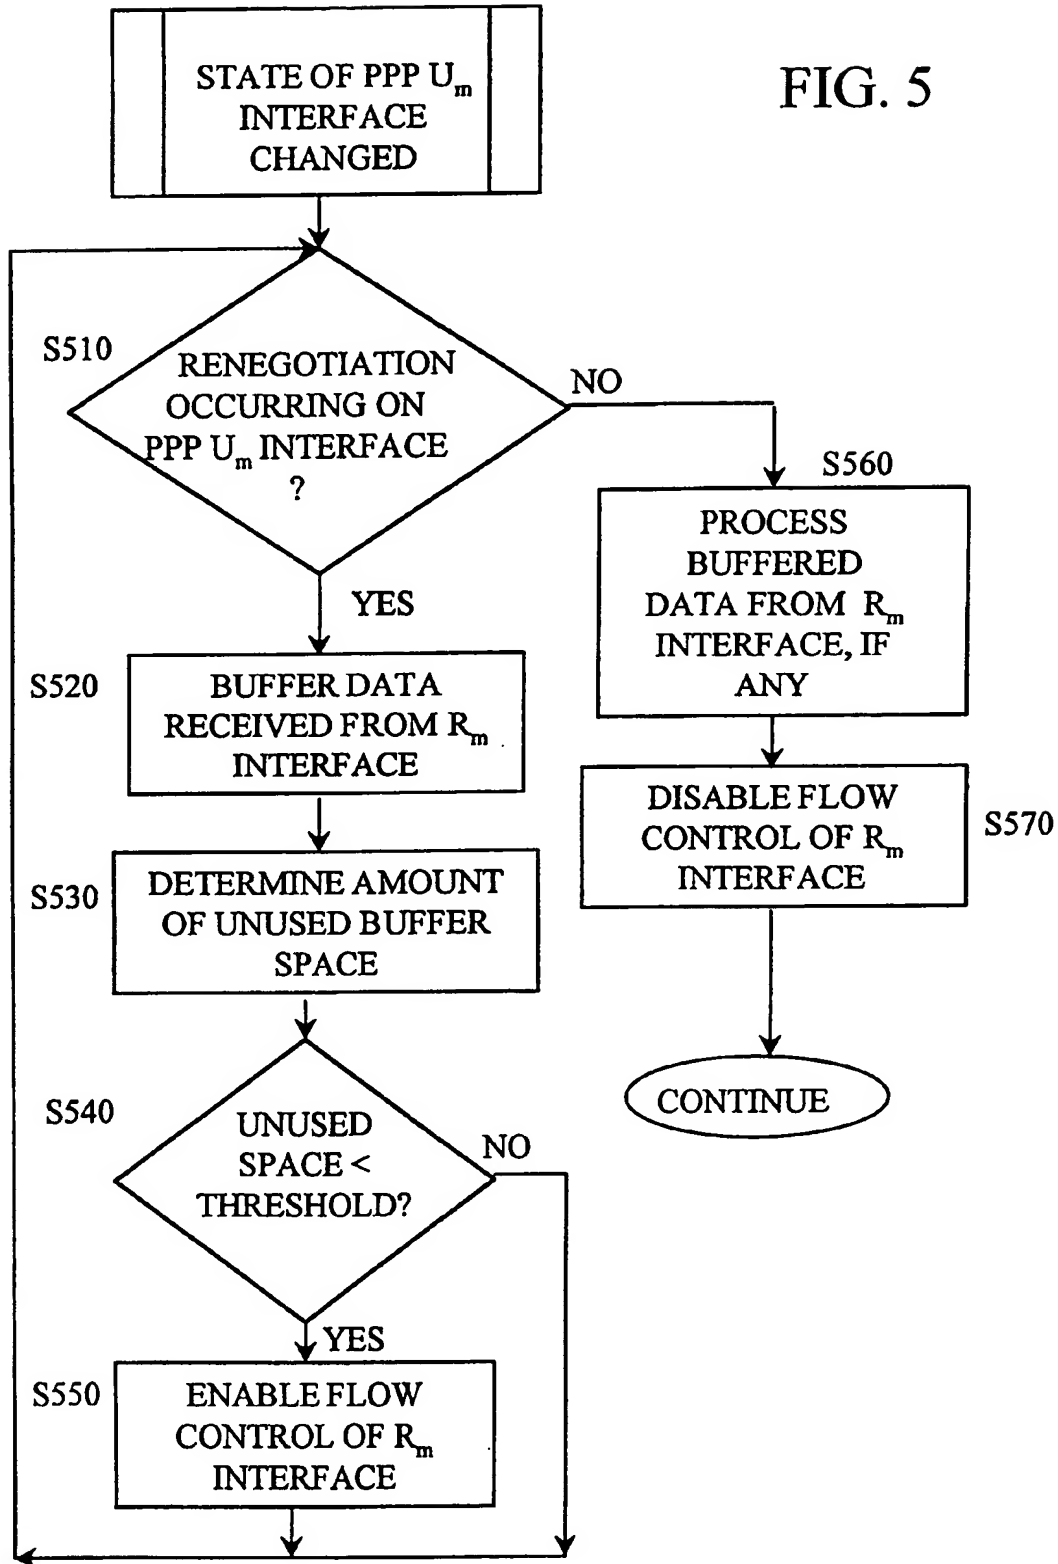 FIG. 5
STATE OF PPP Um
INTERFACE
CHANGED
S510
RENEGOTIATION
OCCURRING ON
PPP Um INTERFACE
?
NO
YES
S520
BUFFER DATA
RECEIVED FROM Rm
INTERFACE
S530
DETERMINE AMOUNT
OF UNUSED BUFFER
SPACE
S540
UNUSED
SPACE <
THRESHOLD?
NO
YES
S550
ENABLE FLOW
CONTROL OF Rm
INTERFACE
S560
PROCESS
BUFFERED
DATA FROM Rm
INTERFACE, IF
ANY
DISABLE FLOW
CONTROL OF Rm
INTERFACE
S570
CONTINUE